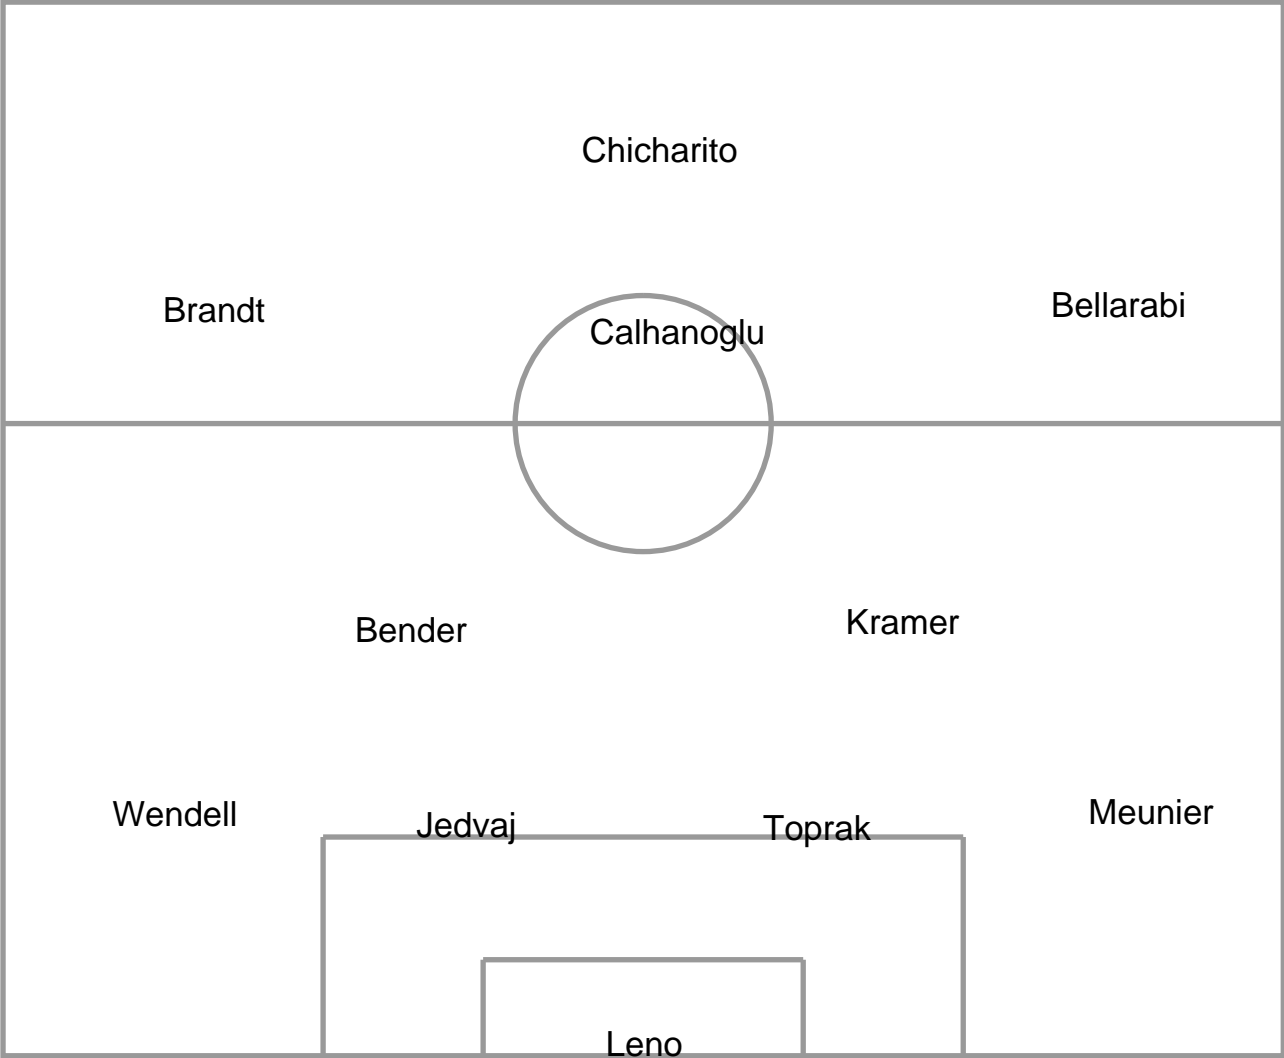 Chicharito
Brandt
Calhanoglu
Bellarabi
Bender
Kramer
Wendell
Jedvaj
Toprak
Meunier
Leno